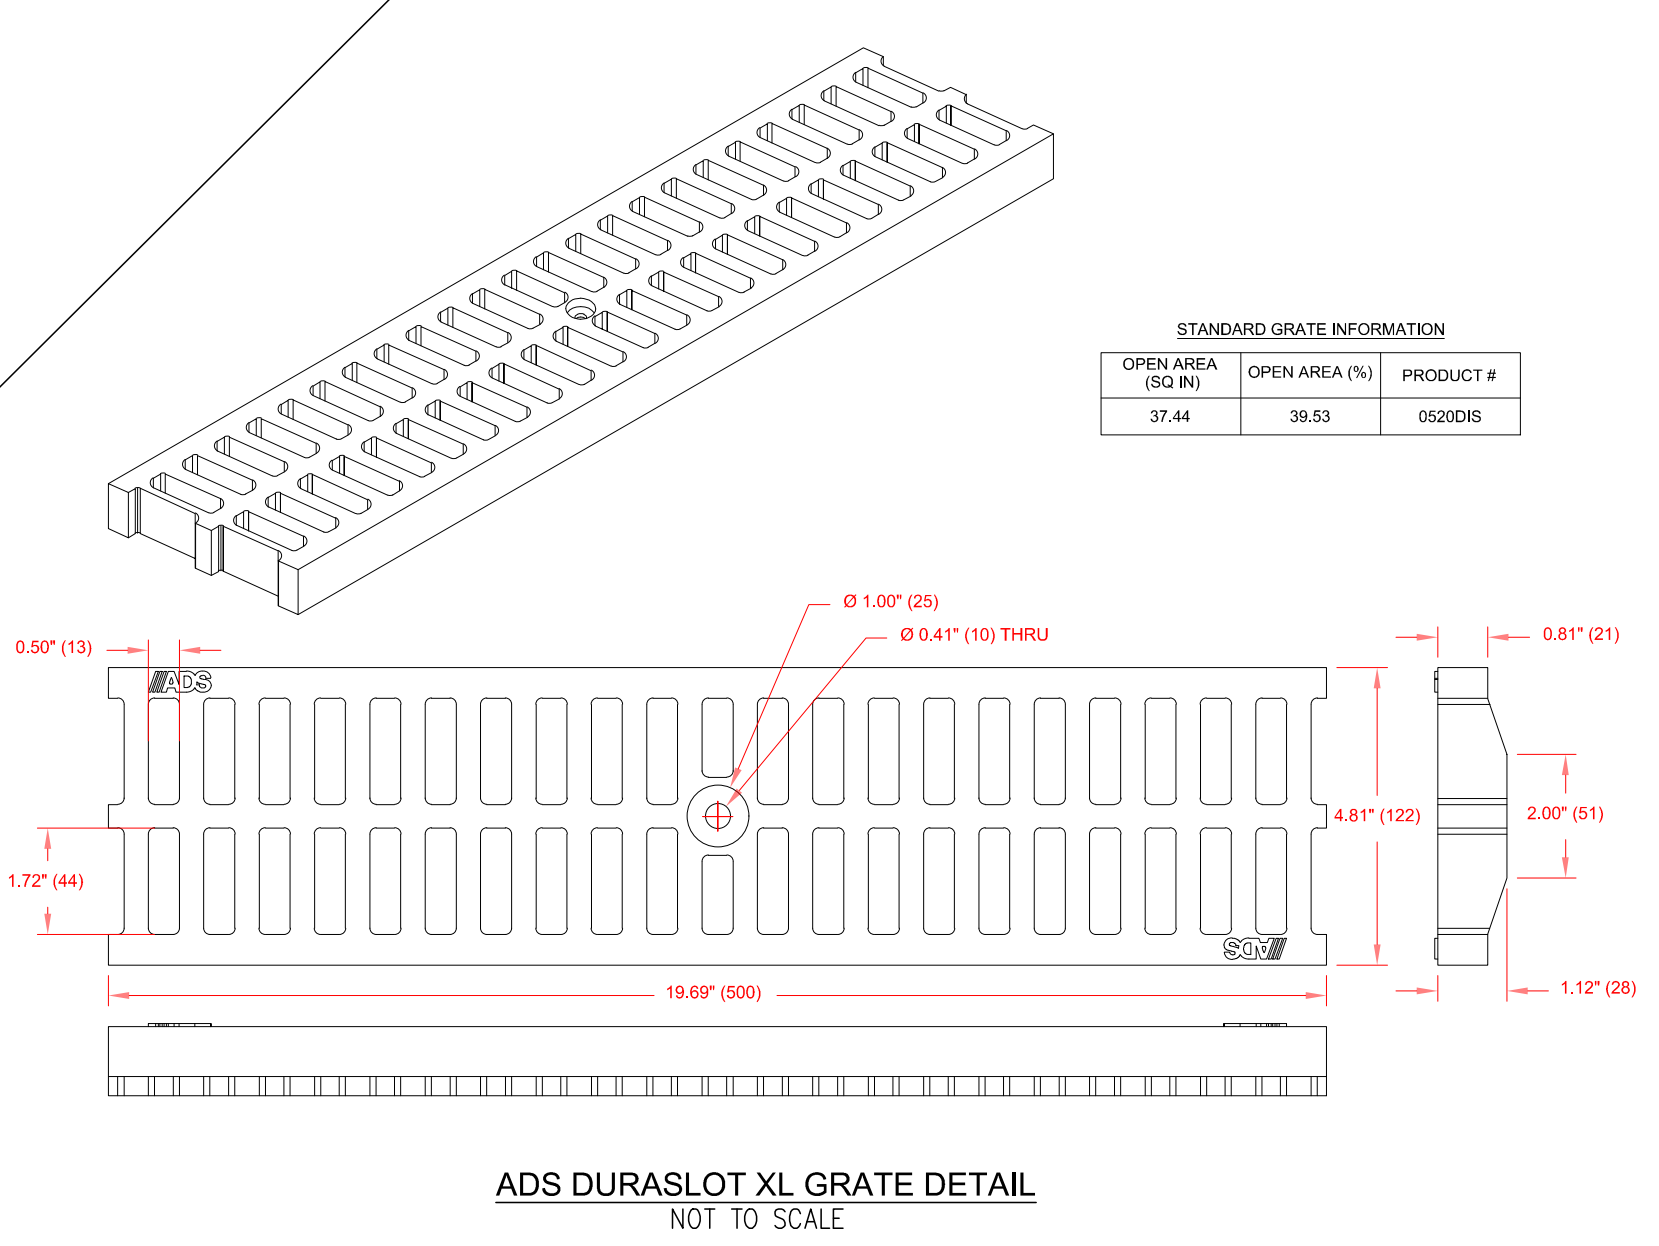 STANDARD GRATE INFORMATION
OPEN AREA (SQ IN) OPEN AREA (%) PRODUCT #
37.44 39.53 0520DIS
Ø 1.00" (25)
Ø 0.41" (10) THRU
0.50" (13)
0.81" (21)
ADS
4.81" (122)
2.00" (51)
1.72" (44)
ADS
19.69" (500)
1.12" (28)
ADS DURASLOT XL GRATE DETAIL
NOT TO SCALE